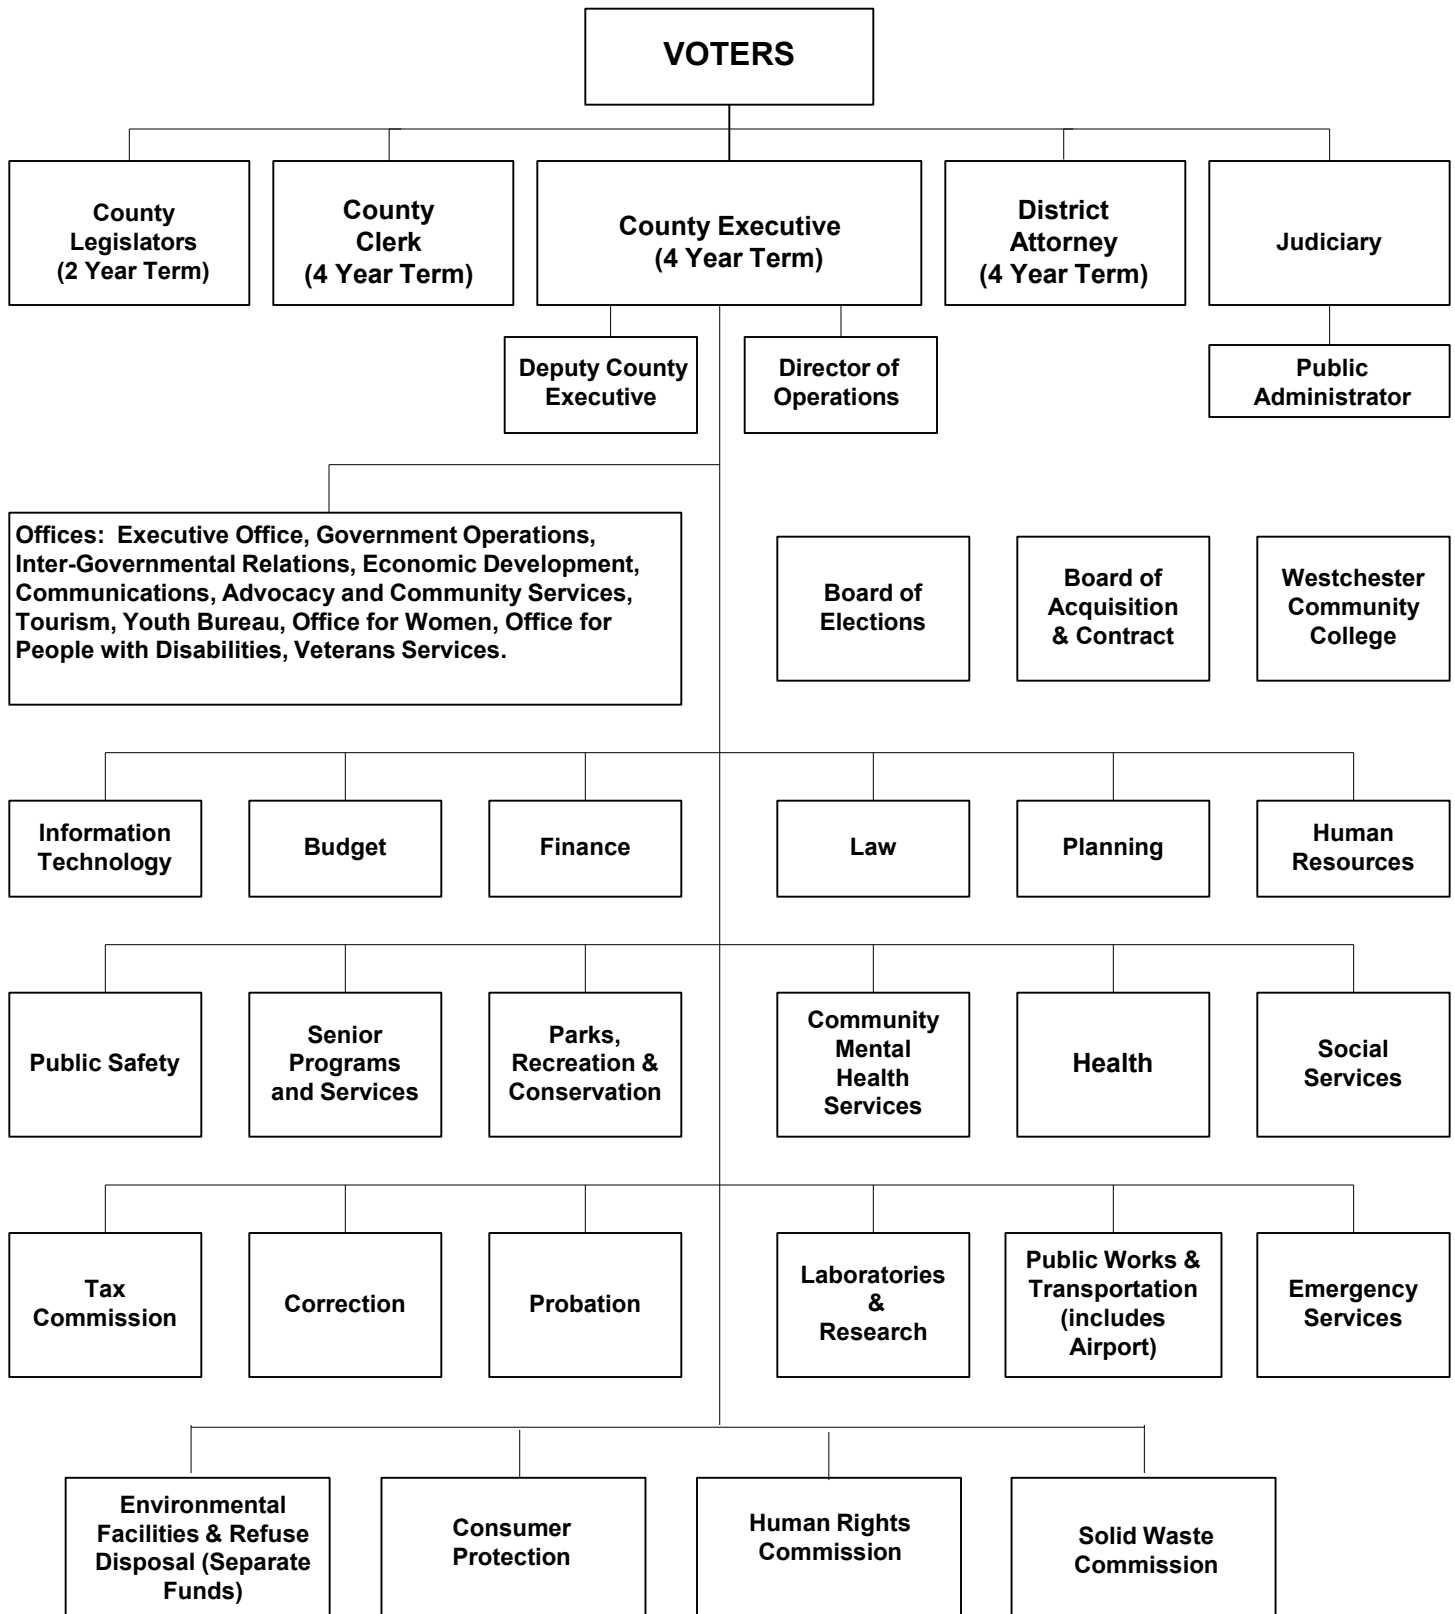 VOTERS
County
Legislators
(2 Year Term)
County
Clerk
(4 Year Term)
County Executive
(4 Year Term)
District
Attorney
(4 Year Term)
Judiciary
Deputy County
Executive
Director of
Operations
Public
Administrator
Offices:  Executive Office, Government Operations,
Inter-Governmental Relations, Economic Development,
Communications, Advocacy and Community Services,
Tourism, Youth Bureau, Office for Women, Office for
People with Disabilities, Veterans Services.
Board of
Elections
Board of
Acquisition
& Contract
Westchester
Community
College
Information
Technology
Budget
Finance
Law
Planning
Human
Resources
Public Safety
Senior
Programs
and Services
Parks,
Recreation &
Conservation
Community
Mental
Health
Services
Health
Social
Services
Tax
Commission
Correction
Probation
Laboratories
&
Research
Public Works &
Transportation
(includes
Airport)
Emergency
Services
Environmental
Facilities & Refuse
Disposal (Separate
Funds)
Consumer
Protection
Human Rights
Commission
Solid Waste
Commission